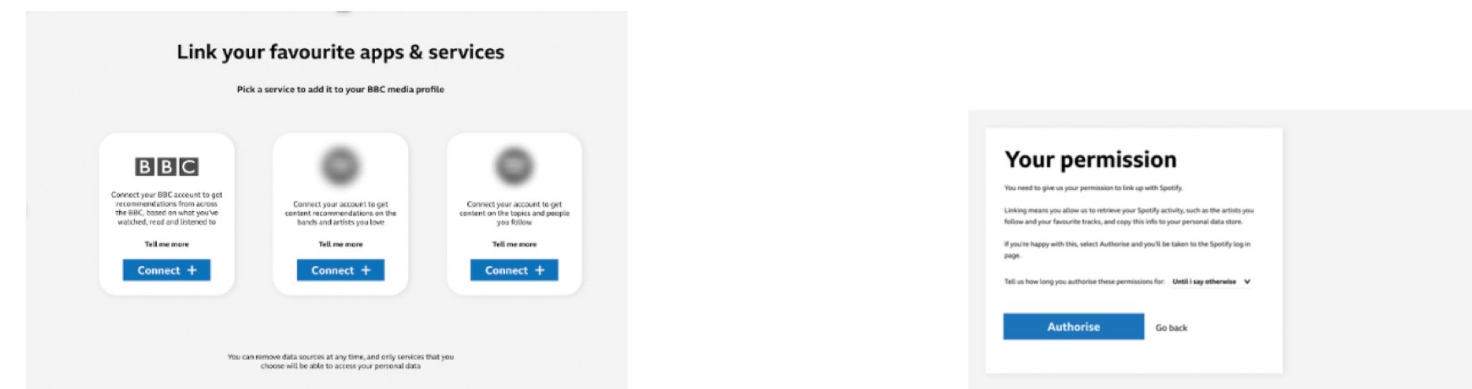 Link your favourite apps & services
Pick a service to add it to your BBC media profile
BBC
Connect your BBC account to get
recommendations from across
the BBC, based on what you've
watched, read and listened to
Tell me more
Connect +
Connect your account to get
content recommendations on the
bands and artists you love
Tell me more
Connect +
Connect your account to get
content on the topics and people
you follow
Tell me more
Connect +
You can remove data sources at any time, and only services that you
choose will be able to access your personal data
Your permission
You need to give us your permission to link up with Spotify.
Linking means you allow us to retrieve your Spotify activity, such as the artists you
follow and your favourite tracks, and copy this info to your personal data store.
If you're happy with this, select Authorise and you'll be taken to the Spotify log in
page.
Tell us how long you authorise these permissions for: Until I say otherwise
Authorise Go back